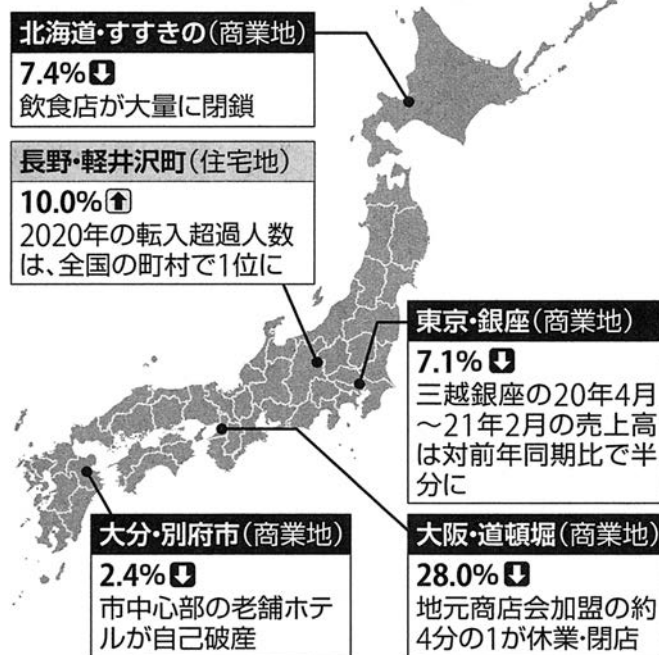 北海道・すすきの(商業地)
7.4%⬇
飲食店が大量に閉鎖
長野・軽井沢町(住宅地)
10.0%⬆
2020年の転入超過人数
は、全国の町村で1位に
東京・銀座(商業地)
7.1%⬇
三越銀座の20年4月
～21年2月の売上高
は対前年同期比で半
分に
大分・別府市(商業地)
2.4%⬇
市中心部の老舗ホテ
ルが自己破産
大阪・道頓堀(商業地)
28.0%⬇
地元商店会加盟の約
4分の1が休業・閉店